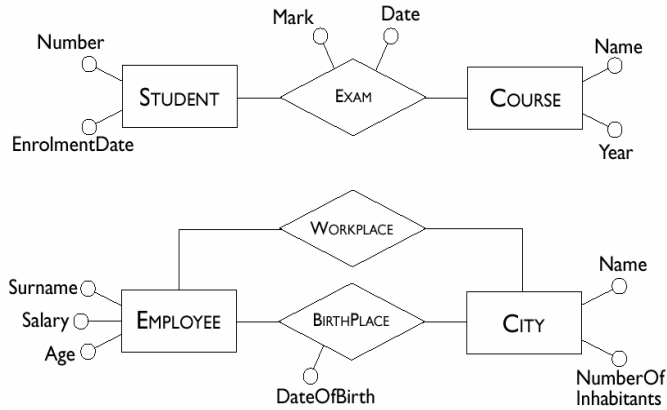 Mark
Date
Number
Name
STUDENT
EXAM
COURSE
EnrolmentDate
Year
WORKPLACE
Name
Surname
Salary
EMPLOYEE
BIRTHPLACE
CITY
Age
DateOfBirth
NumberOf
Inhabitants